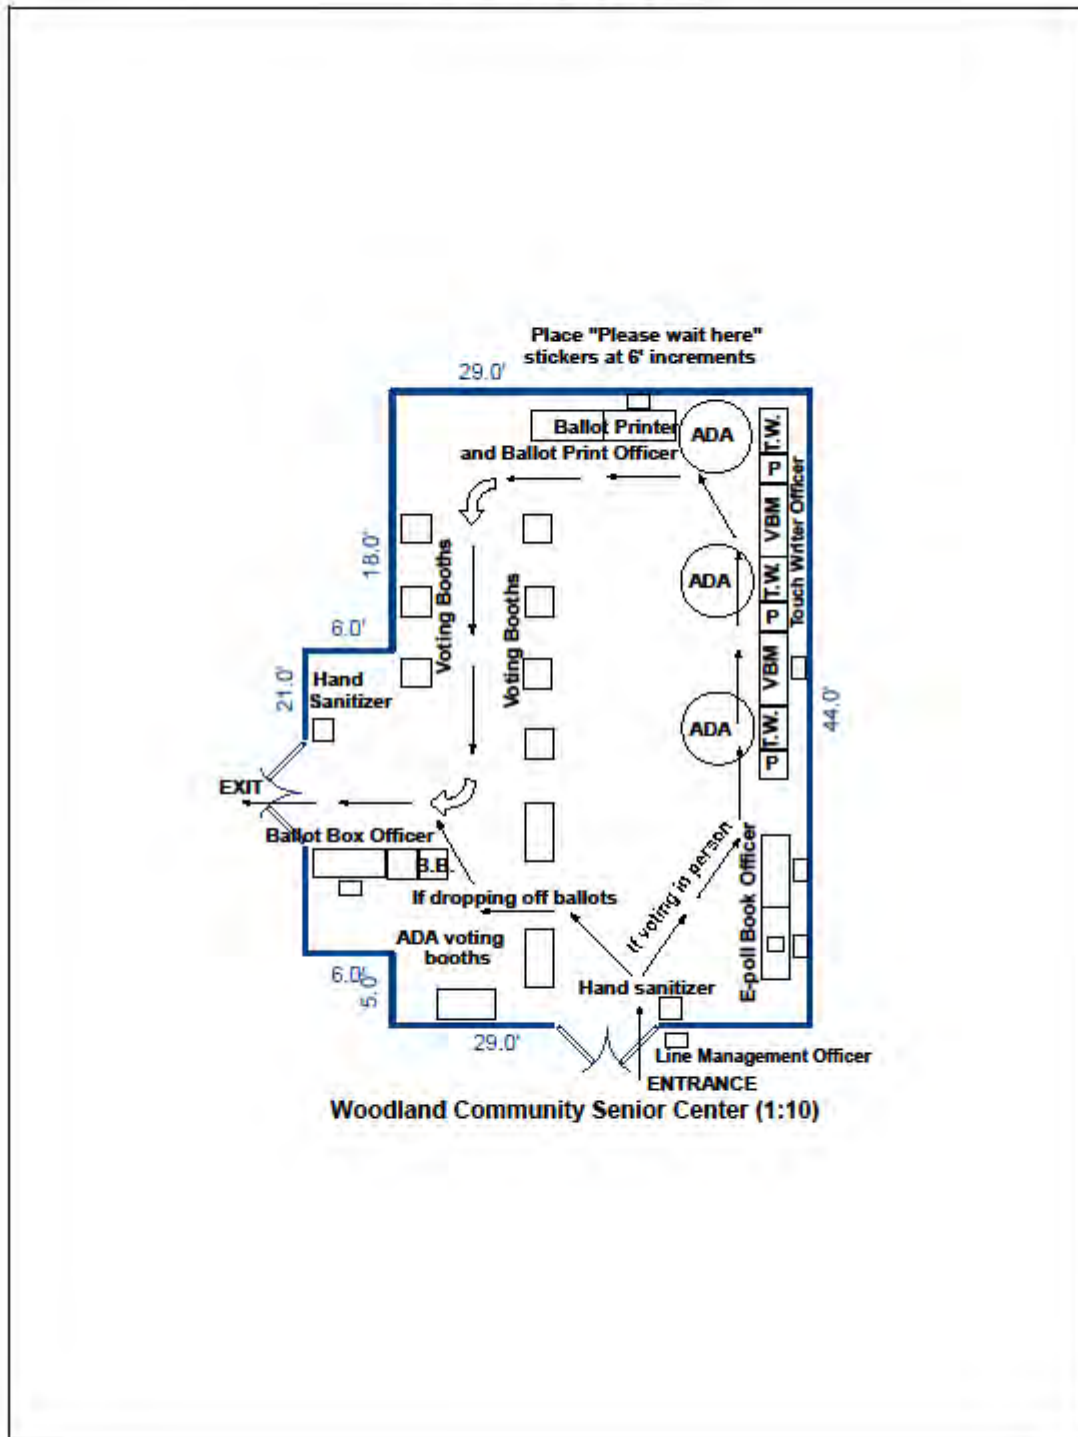 Place "Please wait here"
stickers at 6' increments
29.0'
Ballot Printer
and Ballot Print Officer
ADA
T.W.
P
VBM
T.W.
P
VBM
T.W.
P
Touch Writer Officer
ADA
ADA
18.0'
Voting Booths
Voting Booths
6.0'
21.0'
Hand
Sanitizer
44.0'
EXIT
Ballot Box Officer
B.B.
If dropping off ballots
If voting in person
E-poll Book Officer
ADA voting
booths
6.0'
5.0'
Hand sanitizer
29.0'
Line Management Officer
ENTRANCE
Woodland Community Senior Center (1:10)